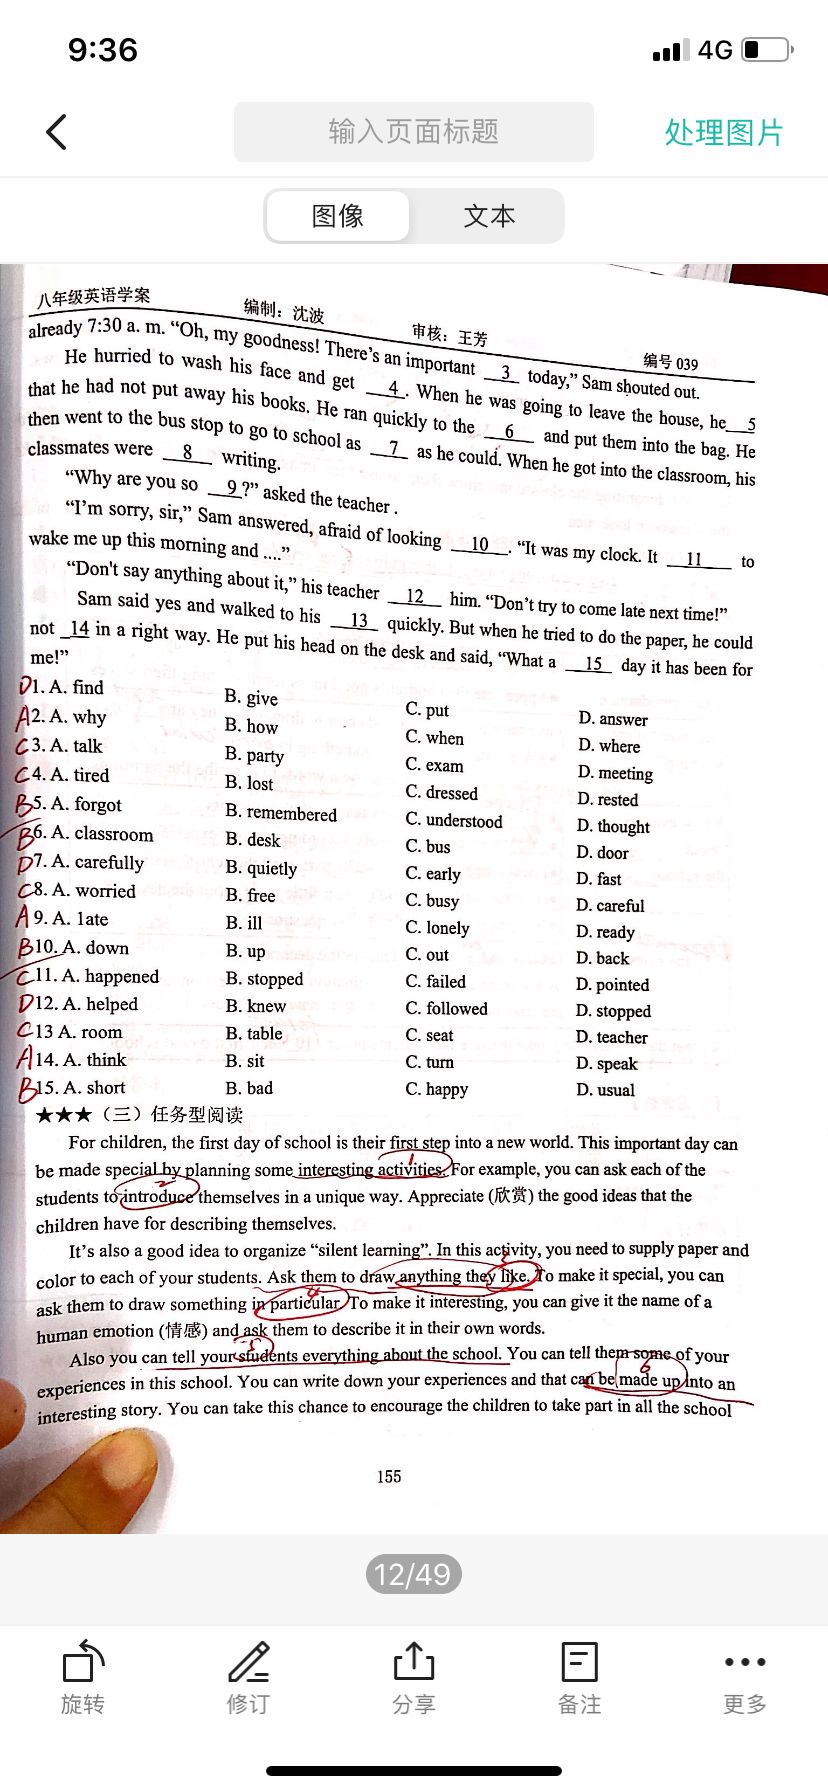 9:36
4G
输入页面标题
处理图片
图像
文本
八年级英语学案 编制：沈波 审核：王芳 编号 039
already 7:30 a. m. “Oh, my goodness! There’s an important 3 today,” Sam shouted out.
He hurried to wash his face and get 4 . When he was going to leave the house, he 5
that he had not put away his books. He ran quickly to the 6 and put them into the bag. He
then went to the bus stop to go to school as 7 as he could. When he got into the classroom, his
classmates were 8 writing.
“Why are you so 9 ?” asked the teacher .
“I’m sorry, sir,” Sam answered, afraid of looking 10 . “It was my clock. It 11 to
wake me up this morning and ....”
“Don't say anything about it,” his teacher 12 him. “Don’t try to come late next time!”
Sam said yes and walked to his 13 quickly. But when he tried to do the paper, he could
not 14 in a right way. He put his head on the desk and said, “What a 15 day it has been for
me!”
D1. A. find B. give C. put D. answer
A2. A. why B. how C. when D. where
C3. A. talk B. party C. exam D. meeting
C4. A. tired B. lost C. dressed D. rested
B5. A. forgot B. remembered C. understood D. thought
B6. A. classroom B. desk C. bus D. door
D7. A. carefully B. quietly C. early D. fast
C8. A. worried B. free C. busy D. careful
A9. A. late B. ill C. lonely D. ready
B10. A. down B. up C. out D. back
C11. A. happened B. stopped C. failed D. pointed
D12. A. helped B. knew C. followed D. stopped
C13 A. room B. table C. seat D. teacher
A14. A. think B. sit C. turn D. speak
B15. A. short B. bad C. happy D. usual
★★★（三）任务型阅读
For children, the first day of school is their first step into a new world. This important day can
1
be made special by planning some interesting activities. For example, you can ask each of the
2
students to introduce themselves in a unique way. Appreciate (欣赏) the good ideas that the
children have for describing themselves.
It’s also a good idea to organize “silent learning”. In this activity, you need to supply paper and
3
color to each of your students. Ask them to draw anything they like. To make it special, you can
4
ask them to draw something in particular. To make it interesting, you can give it the name of a
human emotion (情感) and ask them to describe it in their own words.
5
Also you can tell your students everything about the school. You can tell them some of your
6
experiences in this school. You can write down your experiences and that can be made up into an
interesting story. You can take this chance to encourage the children to take part in all the school
155
12/49
旋转
修订
分享
备注
更多